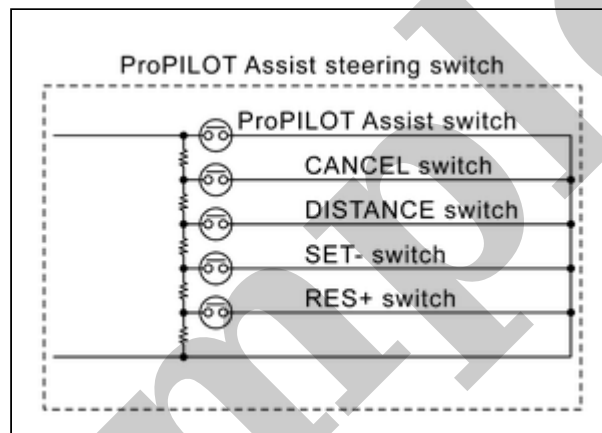 ProPILOT Assist steering switch
ProPILOT Assist switch
CANCEL switch
DISTANCE switch
SET- switch
RES+ switch